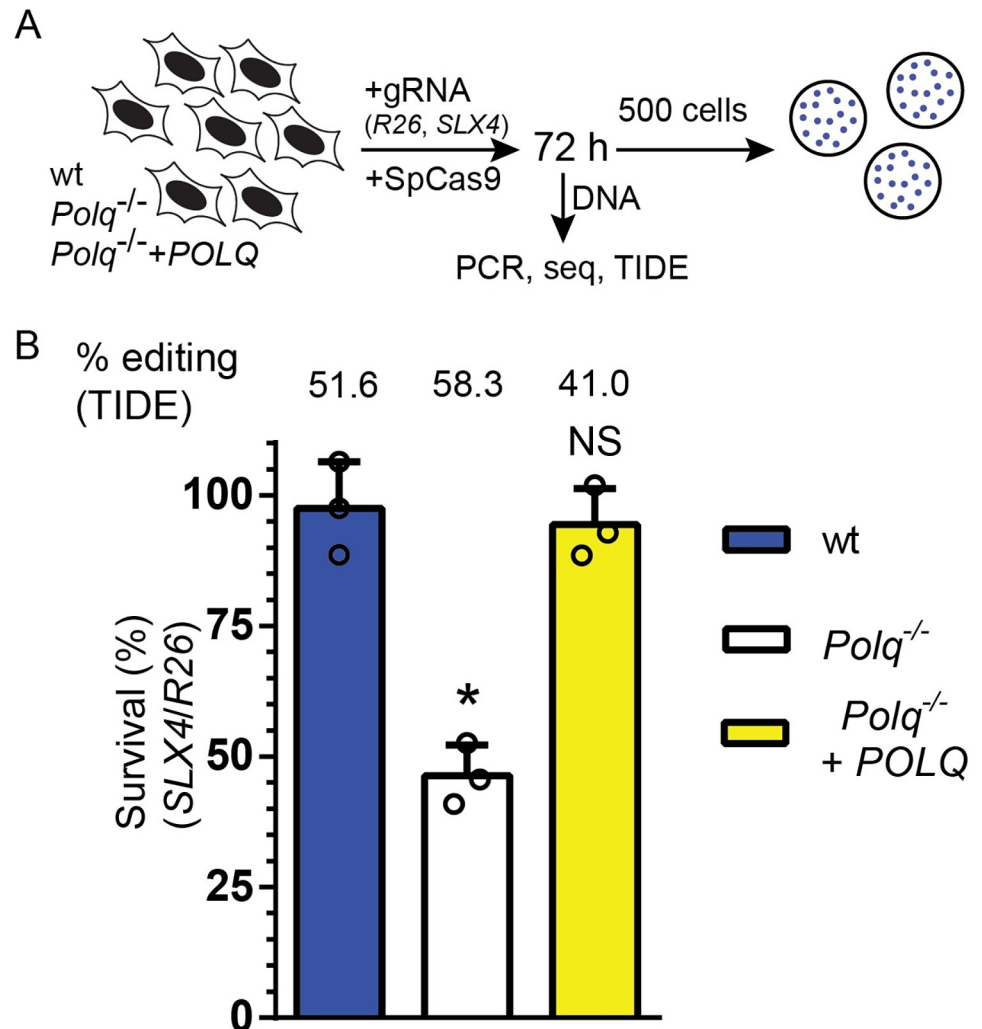 A
wt
Polq-/-
Polq-/-+POLQ
+gRNA
(R26, SLX4)
+SpCas9
72 h
500 cells
DNA
PCR, seq, TIDE
B
% editing
(TIDE)
51.6 58.3 41.0
NS
*
Survival (%)
(SLX4/R26)
100
75
50
25
0
wt
Polq-/-
Polq-/-
+ POLQ